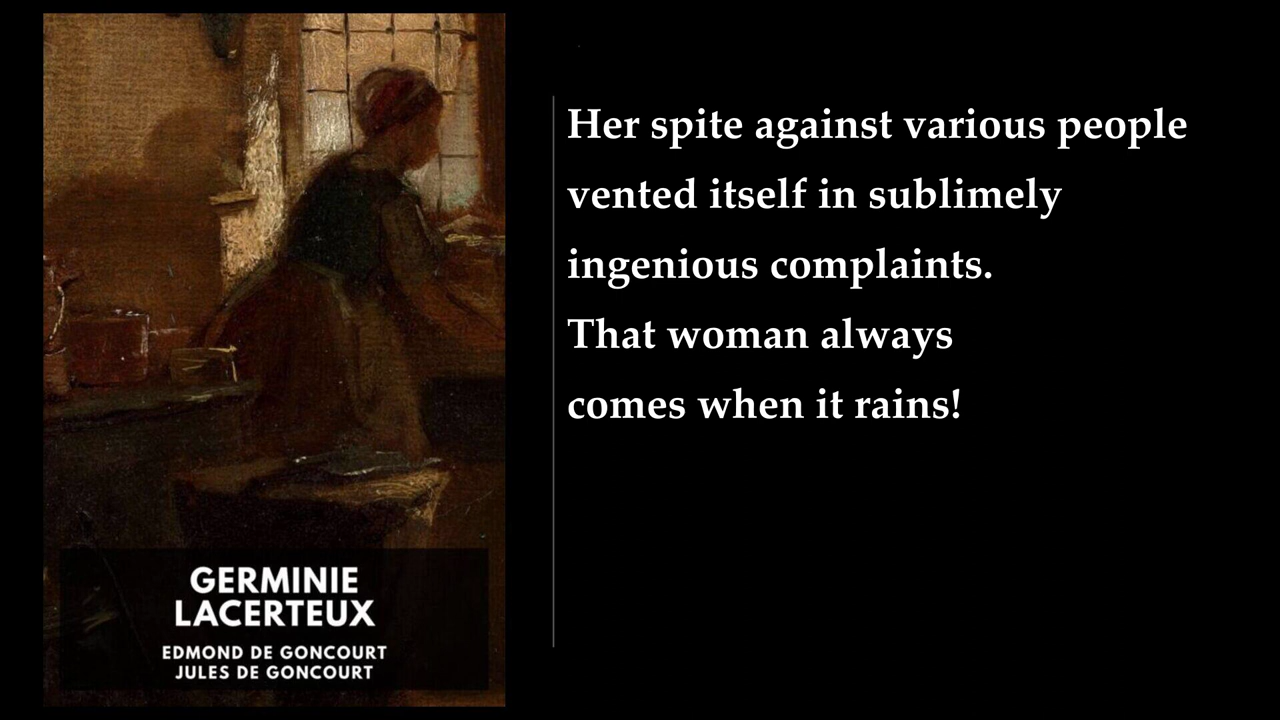 Her spite against various people
vented itself in sublimely
ingenious complaints.
That woman always
comes when it rains!
GERMINIE
LACERTEUX
EDMOND DE GONCOURT
JULES DE GONCOURT